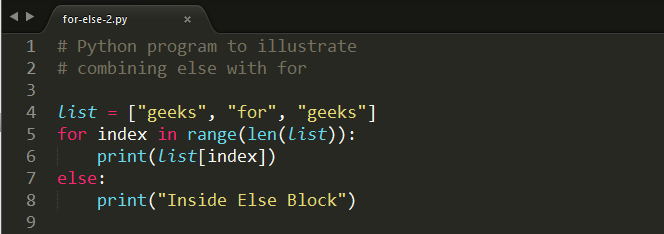 for-else-2.py ×
1 # Python program to illustrate
2 # combining else with for
3
4 list = ["geeks", "for", "geeks"]
5 for index in range(len(list)):
6     print(list[index])
7 else:
8     print("Inside Else Block")
9